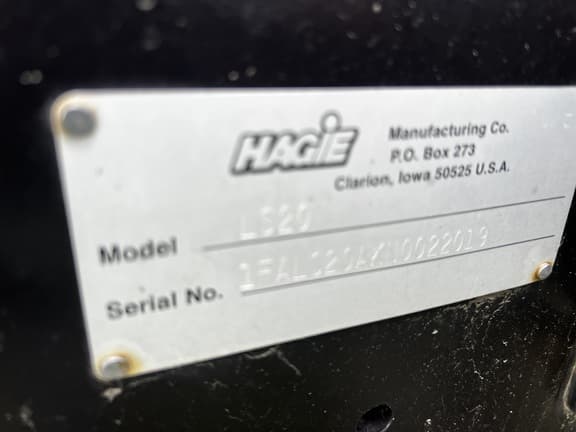 HAGIE
Manufacturing Co.
P.O. Box 273
Clarion, Iowa 50525 U.S.A.
Model LS20
Serial No.